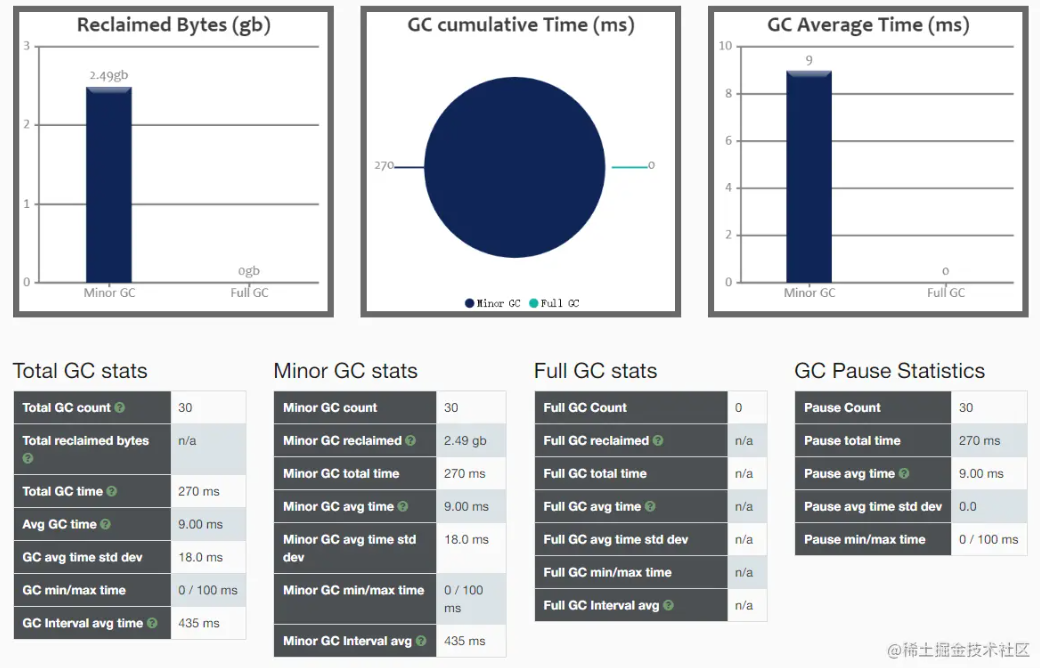 Reclaimed Bytes (gb)
3
2.49gb
2
1
0gb
0
Minor GC
Full GC
GC cumulative Time (ms)
270
0
Minor GC
Full GC
GC Average Time (ms)
10
9
8
6
4
2
0
0
Minor GC
Full GC
Total GC stats
Total GC count
30
Total reclaimed bytes
n/a
Total GC time
270 ms
Avg GC time
9.00 ms
GC avg time std dev
18.0 ms
GC min/max time
0 / 100 ms
GC Interval avg time
435 ms
Minor GC stats
Minor GC count
30
Minor GC reclaimed
2.49 gb
Minor GC total time
270 ms
Minor GC avg time
9.00 ms
Minor GC avg time std
dev
18.0 ms
Minor GC min/max time
0 / 100
ms
Minor GC Interval avg
435 ms
Full GC stats
Full GC Count
0
Full GC reclaimed
n/a
Full GC total time
n/a
Full GC avg time
n/a
Full GC avg time std dev
n/a
Full GC min/max time
n/a
Full GC Interval avg
n/a
GC Pause Statistics
Pause Count
30
Pause total time
270 ms
Pause avg time
9.00 ms
Pause avg time std dev
0.0
Pause min/max time
0 / 100 ms
@稀土掘金技术社区